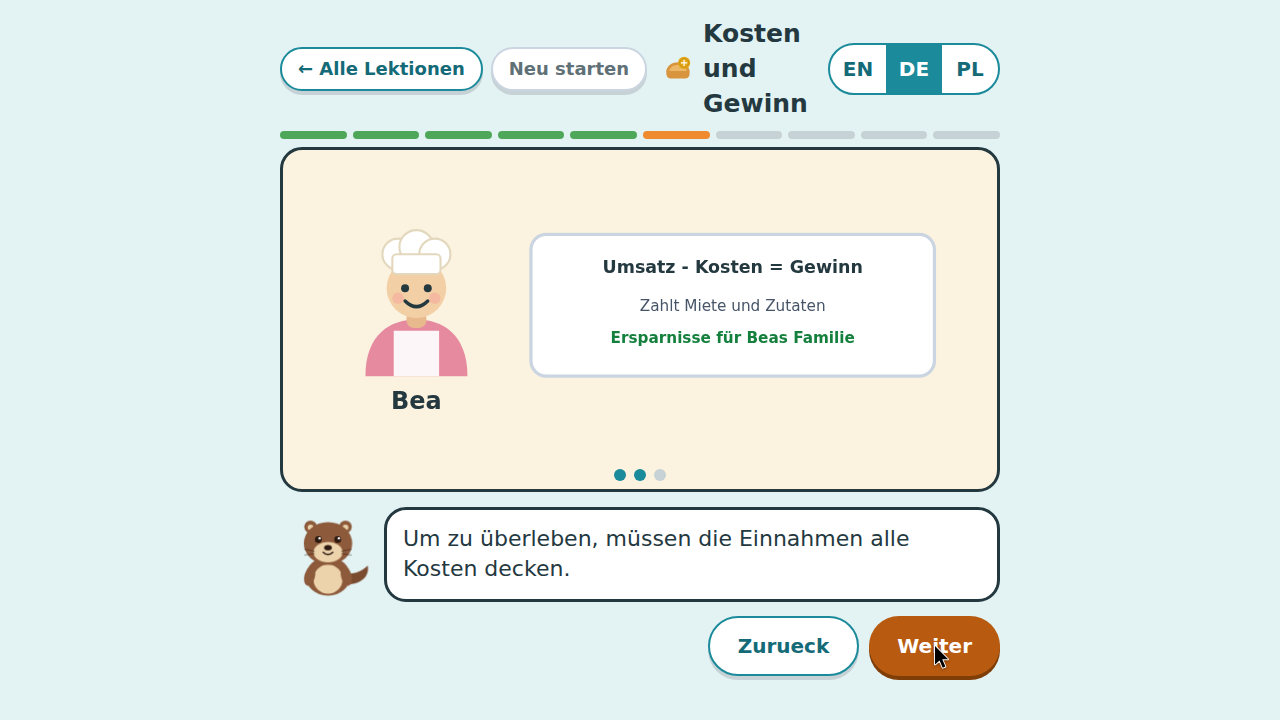 ← Alle Lektionen
Neu starten
Kosten
und
Gewinn
EN DE PL
Umsatz - Kosten = Gewinn
Zahlt Miete und Zutaten
Ersparnisse für Beas Familie
Bea
Um zu überleben, müssen die Einnahmen alle
Kosten decken.
Zurueck
Weiter